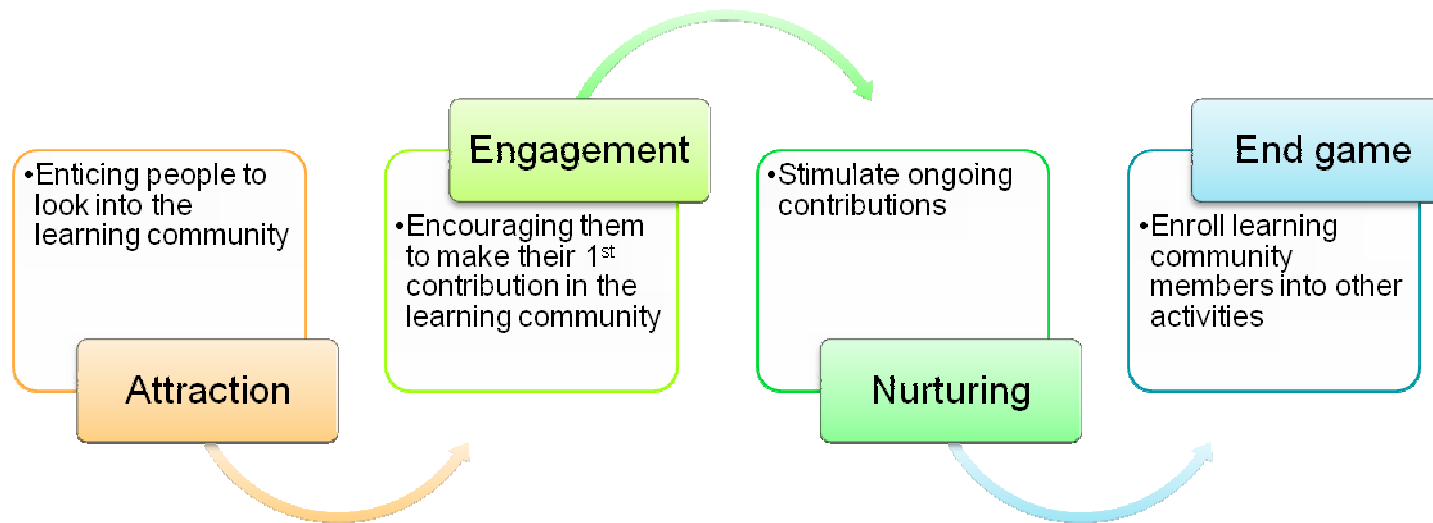 •Enticing people to
look into the
learning community
Attraction
Engagement
•Encouraging them
to make their 1st
contribution in the
learning community
•Stimulate ongoing
contributions
Nurturing
End game
•Enroll learning
community
members into other
activities